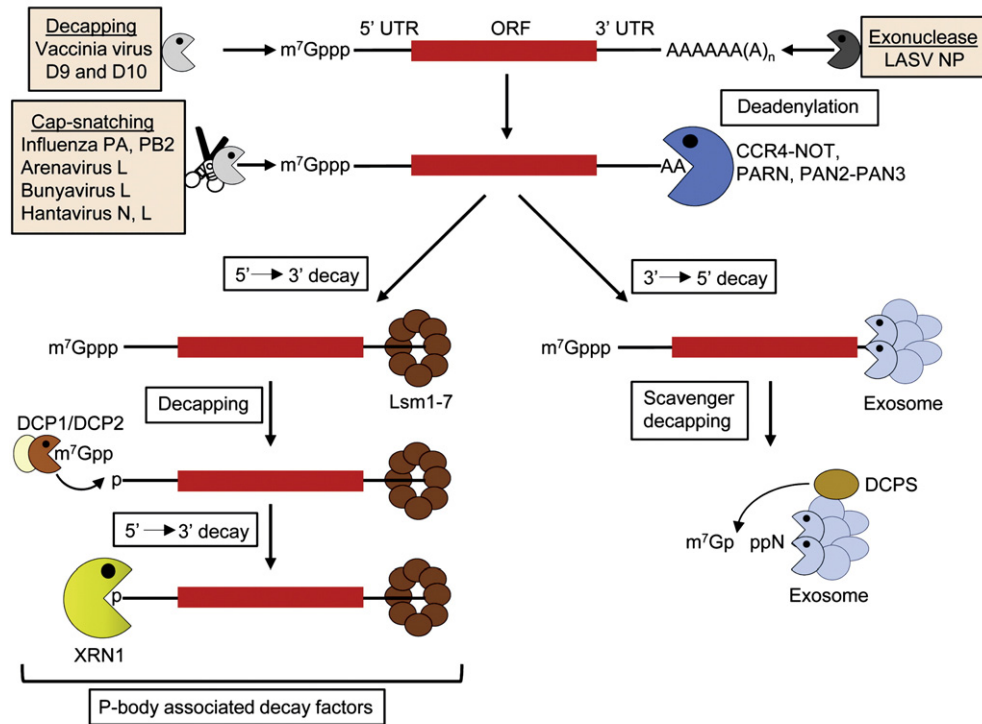 Decapping
Vaccinia virus
D9 and D10
m⁷Gppp
5’ UTR
ORF
3’ UTR
AAAAAA(A)ₙ
Exonuclease
LASV NP
Cap-snatching
Influenza PA, PB2
Arenavirus L
Bunyavirus L
Hantavirus N, L
m⁷Gppp
AA
Deadenylation
CCR4-NOT,
PARN, PAN2-PAN3
5’ → 3’ decay
3’ → 5’ decay
m⁷Gppp
Lsm1-7
m⁷Gppp
Exosome
Decapping
Scavenger
decapping
DCP1/DCP2
m⁷Gpp
p
DCPS
m⁷Gp
ppN
Exosome
5’ → 3’ decay
p
XRN1
P-body associated decay factors